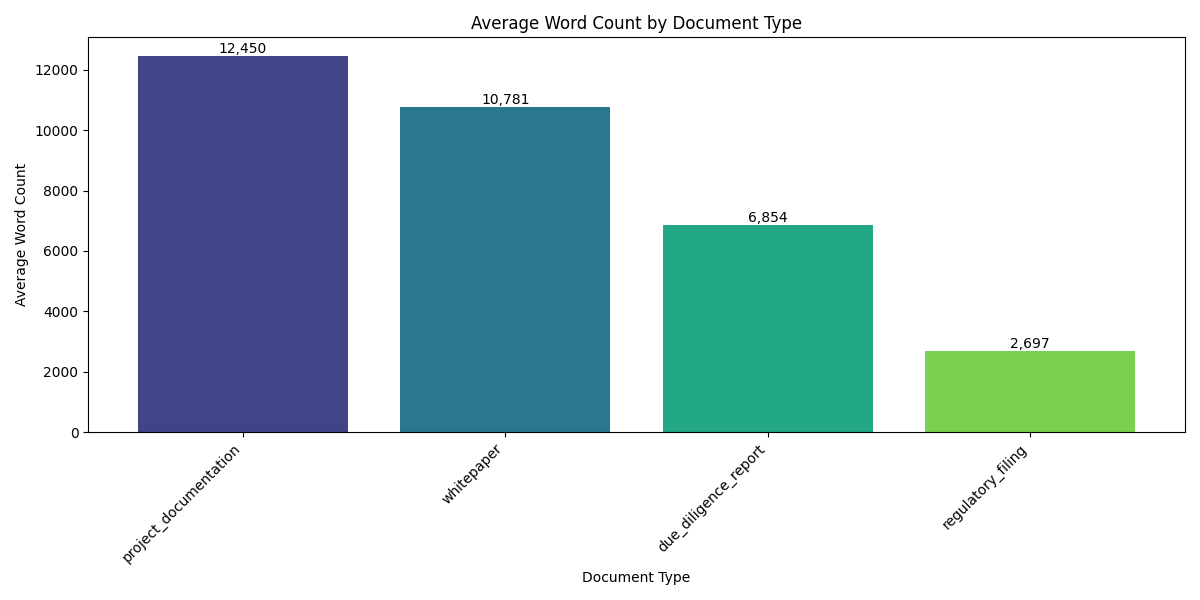 Average Word Count by Document Type
12,450
10,781
6,854
2,697
12000
10000
8000
6000
4000
2000
0
Average Word Count
project_documentation
whitepaper
due_diligence_report
regulatory_filing
Document Type